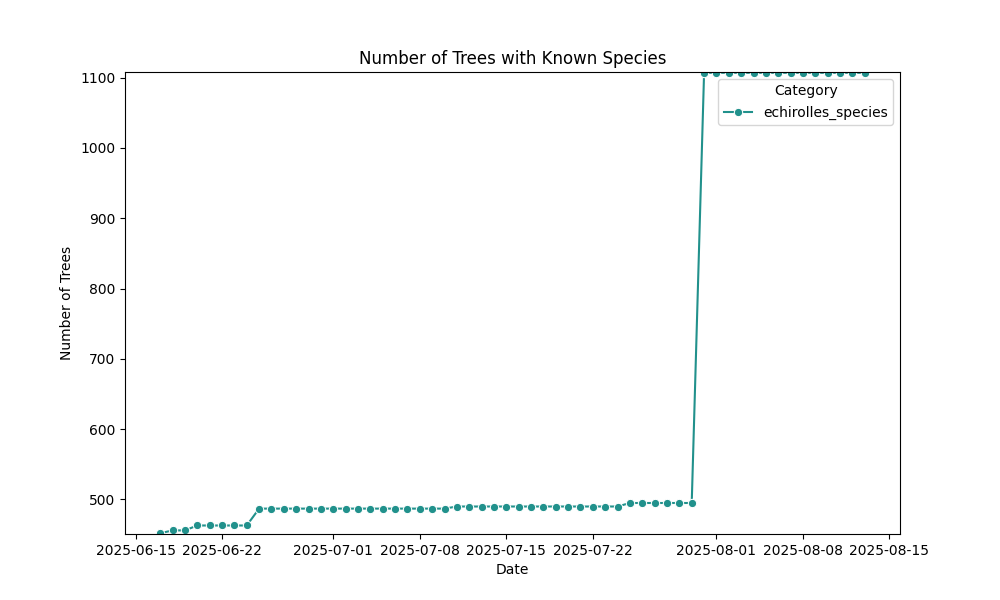 Number of Trees with Known Species
1100
1000
900
800
700
600
500
Number of Trees
Category
echirolles_species
2025-06-15 2025-06-22 2025-07-01 2025-07-08 2025-07-15 2025-07-22 2025-08-01 2025-08-08 2025-08-15
Date